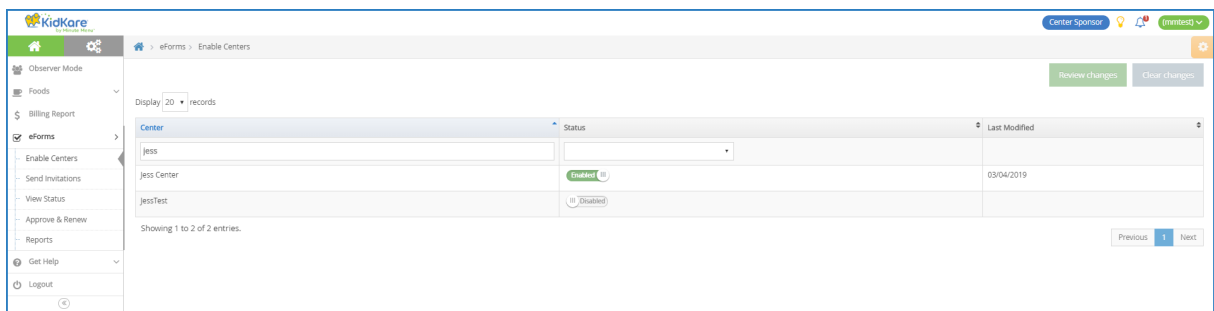 KidKare
by Minute Menu
Center Sponsor
(mmtest)
> eForms > Enable Centers
Observer Mode
Foods
Billing Report
eForms
Enable Centers
Send Invitations
View Status
Approve & Renew
Reports
Get Help
Logout
Review changes Clear changes
Display 20 records
Center Status Last Modified
jess
Jess Center Enabled 03/04/2019
JessTest Disabled
Showing 1 to 2 of 2 entries.
Previous 1 Next